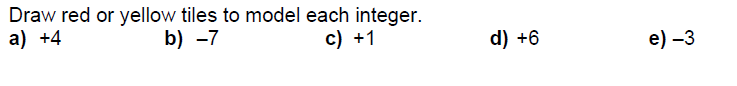 Draw red or yellow tiles to model each integer.
a) +4 b) –7 c) +1 d) +6 e) –3